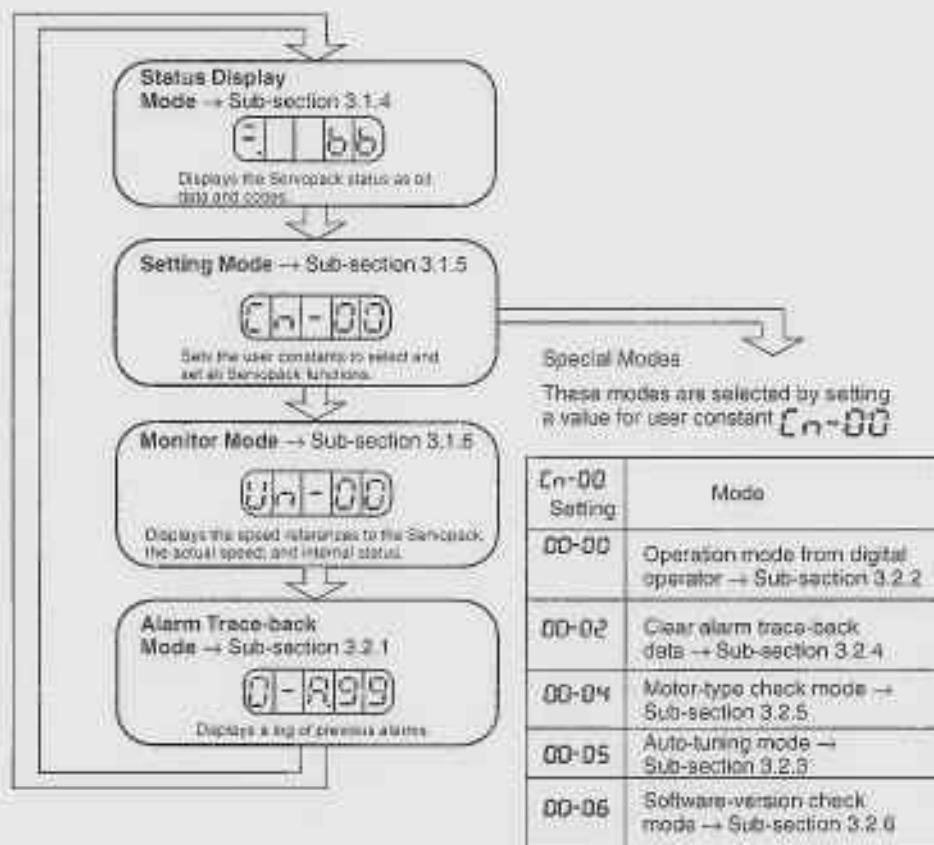 Status Display
Mode → Sub-section 3.1.4
bb
Displays the Servopack status as bit
data and codes.
Setting Mode → Sub-section 3.1.5
Cn-00
Sets the user constants to select and
set all Servopack functions.
Monitor Mode → Sub-section 3.1.6
Un-00
Displays the speed references to the Servopack,
the actual speed, and internal status.
Alarm Trace-back
Mode → Sub-section 3.2.1
0-A99
Displays a log of previous alarms.
Special Modes
These modes are selected by setting
a value for user constant Cn-00
Cn-00
Setting
Mode
00-00
Operation mode from digital
operator → Sub-section 3.2.2
00-02
Clear alarm trace-back
data → Sub-section 3.2.4
00-04
Motor-type check mode →
Sub-section 3.2.5
00-05
Auto-tuning mode →
Sub-section 3.2.3
00-06
Software-version check
mode → Sub-section 3.2.6